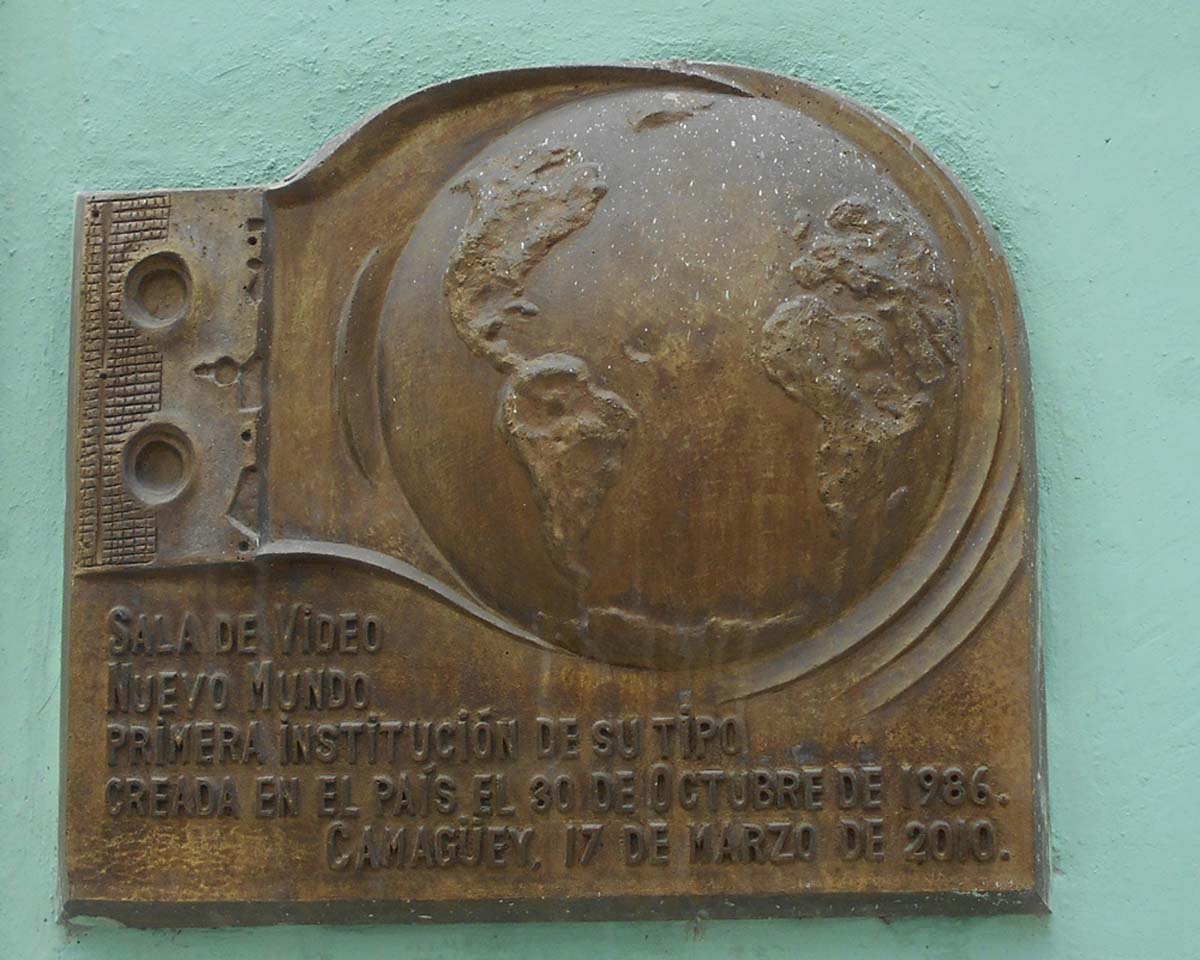 SALA DE ViDEO
NUEVO MUNDO
PRiMERA iNSTiTUCiÓN DE SU TiPO
CREADA EN EL PAÍS EL 30 DE OCTUBRE DE 1986.
CAMAGÜEY, 17 DE MARZO DE 2010.